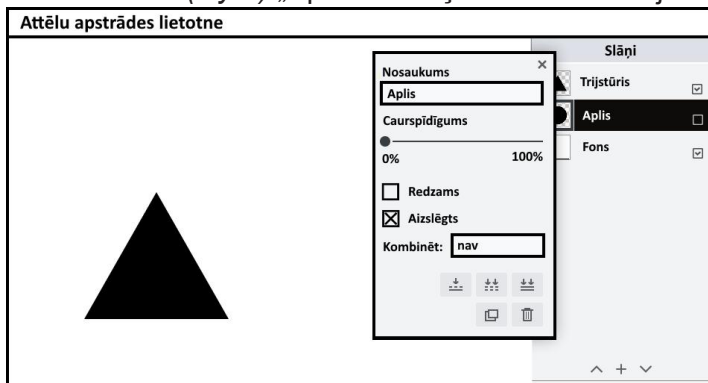 Attēlu apstrādes lietotne
Slāņi
Trijstūris
Aplis
Fons
Nosaukums
Aplis
Caurspīdīgums
0% 100%
Redzams
Aizslēgts
Kombinēt: nav